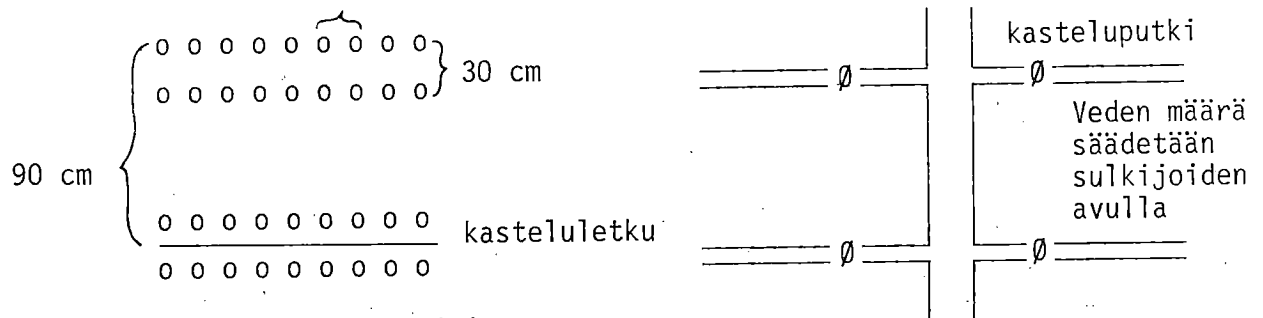 kasteluputki
o o o o o o o o o
30 cm
Ø Ø
o o o o o o o o o
Veden määrä
säädetään
sulkijoiden
avulla
90 cm
o o o o o o o o o
kasteluletku
Ø Ø
o o o o o o o o o